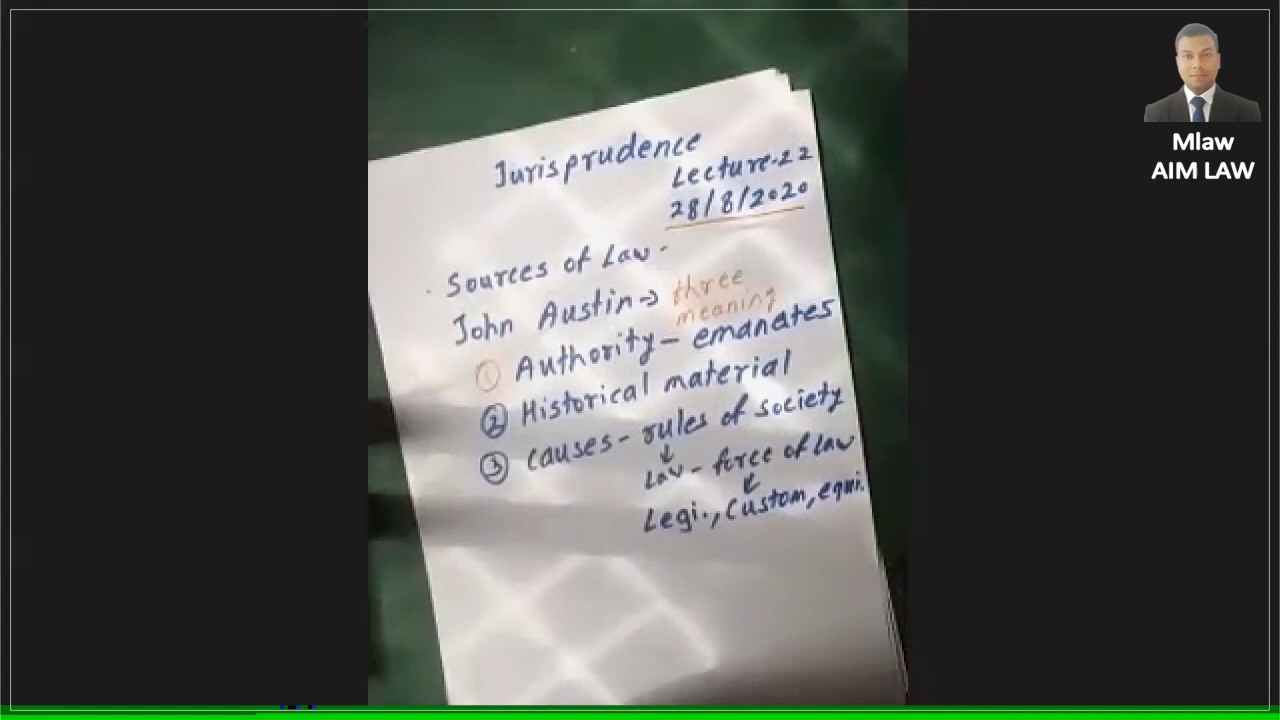 Jurisprudence
Lecture-22
28/8/2020
Sources of Law-
John Austin→ three
meaning
① Authority- emanates
② Historical material
③ causes- rules of society
↓
Law- force of law
↓
Legi., Custom, equi.
Mlaw
AIM LAW